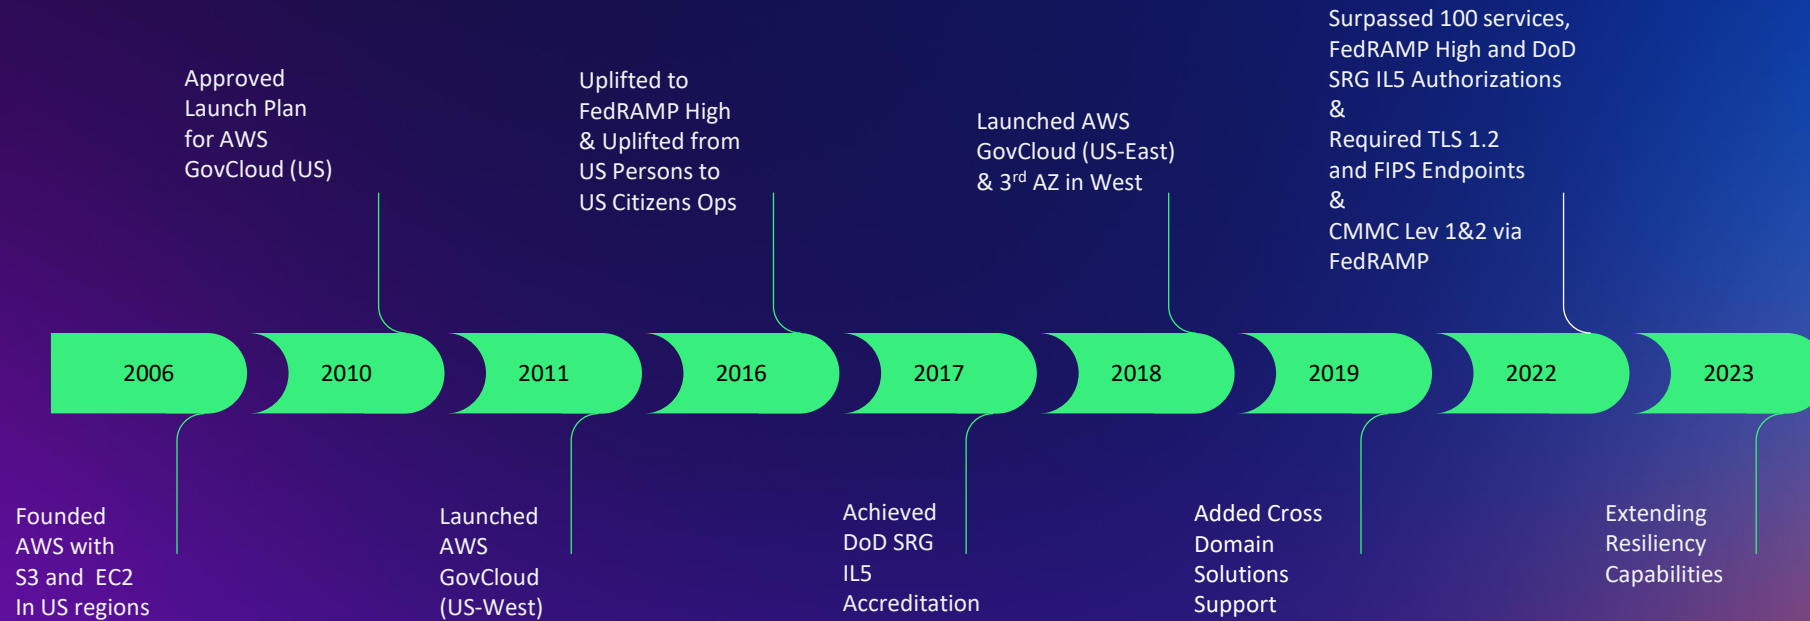 Approved
Launch Plan
for AWS
GovCloud (US)
Uplifted to
FedRAMP High
& Uplifted from
US Persons to
US Citizens Ops
Launched AWS
GovCloud (US-East)
& 3rd AZ in West
Surpassed 100 services,
FedRAMP High and DoD
SRG IL5 Authorizations
&
Required TLS 1.2
and FIPS Endpoints
&
CMMC Lev 1&2 via
FedRAMP
2006
2010
2011
2016
2017
2018
2019
2022
2023
Founded
AWS with
S3 and EC2
In US regions
Launched
AWS
GovCloud
(US-West)
Achieved
DoD SRG
IL5
Accreditation
Added Cross
Domain
Solutions
Support
Extending
Resiliency
Capabilities